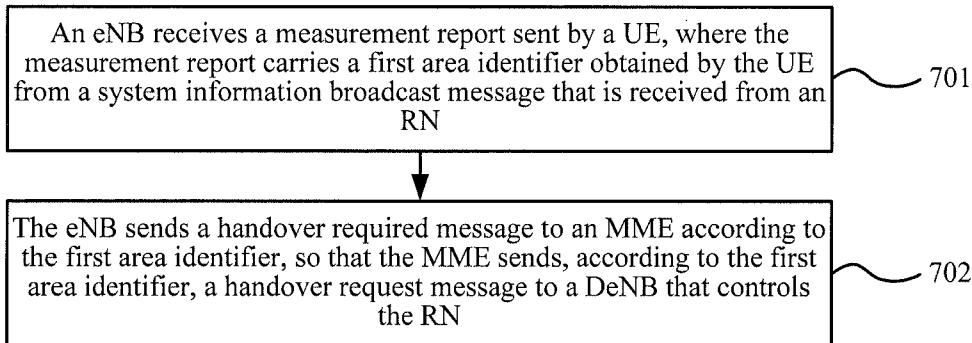 An eNB receives a measurement report sent by a UE, where the
measurement report carries a first area identifier obtained by the UE
from a system information broadcast message that is received from an
RN
701
The eNB sends a handover required message to an MME according to
the first area identifier, so that the MME sends, according to the first
area identifier, a handover request message to a DeNB that controls
the RN
702